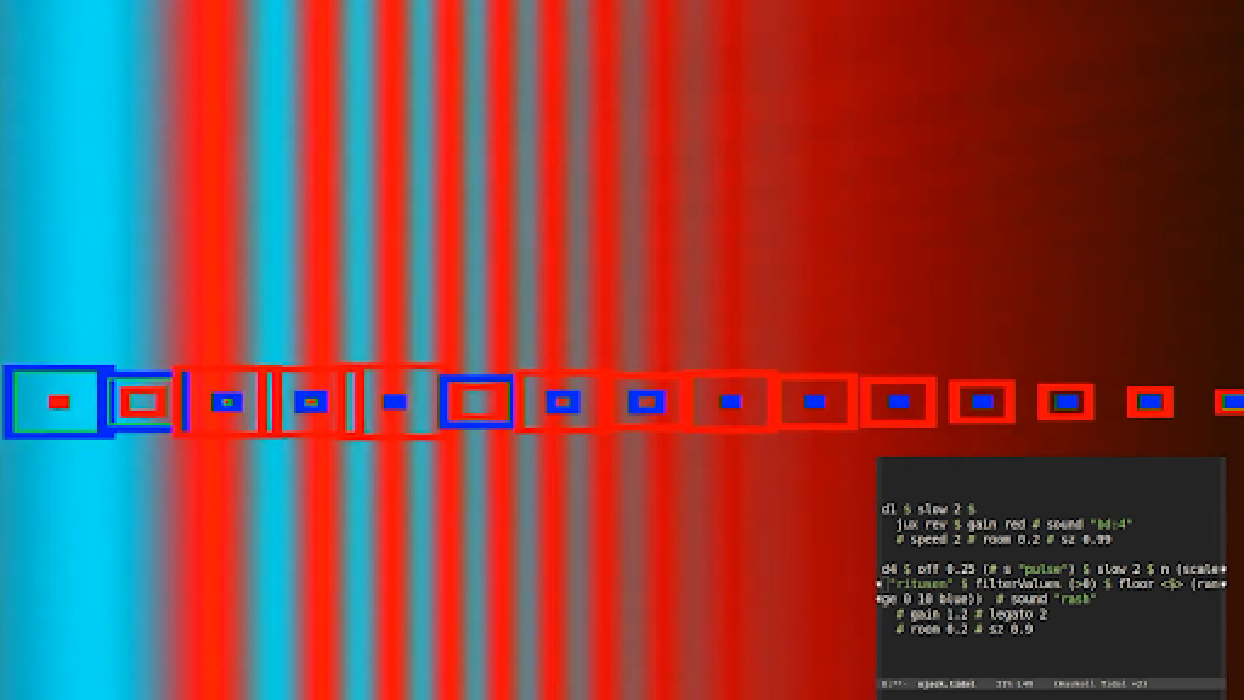 d1 $ slow 2 $
jux rev $ gain red # sound "bd:4"
# speed 2 # room 0.2 # sz 0.99
d4 $ off 0.25 (# s "pulse") $ slow 2 $ n (scale
"ritusen" $ filterValues (>0) $ floor <$> (ran
ge 0 10 blue)) # sound "rash"
# gain 1.2 # legato 2
# room 0.2 # sz 0.9